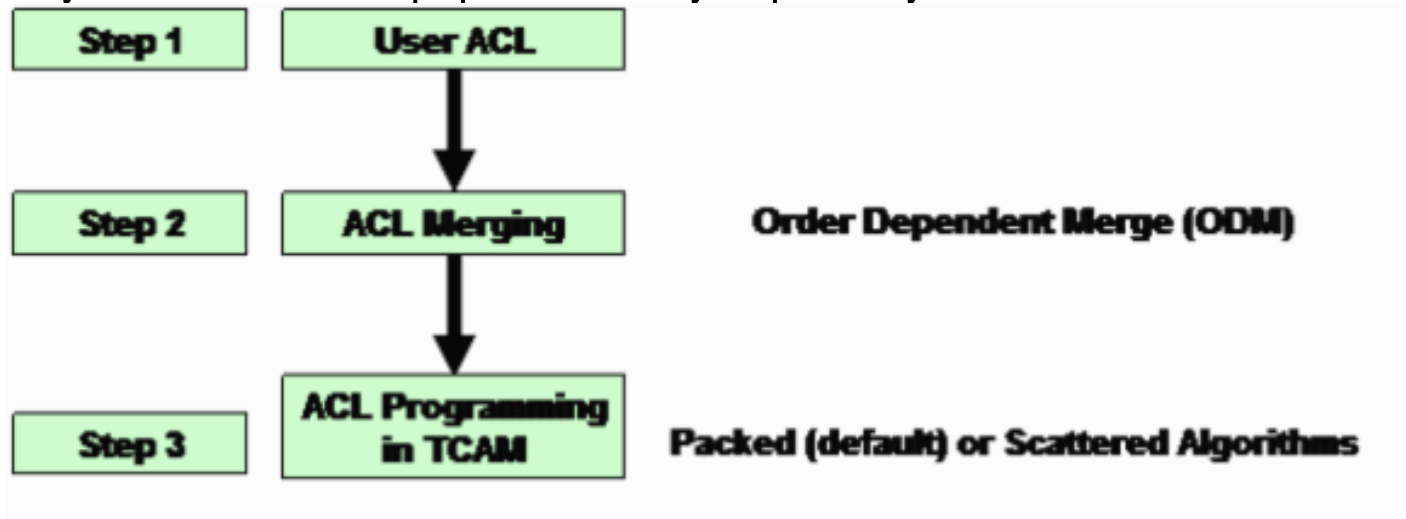 Step 1
User ACL
Step 2
ACL Merging
Order Dependent Merge (ODM)
Step 3
ACL Programming
in TCAM
Packed (default) or Scattered Algorithms